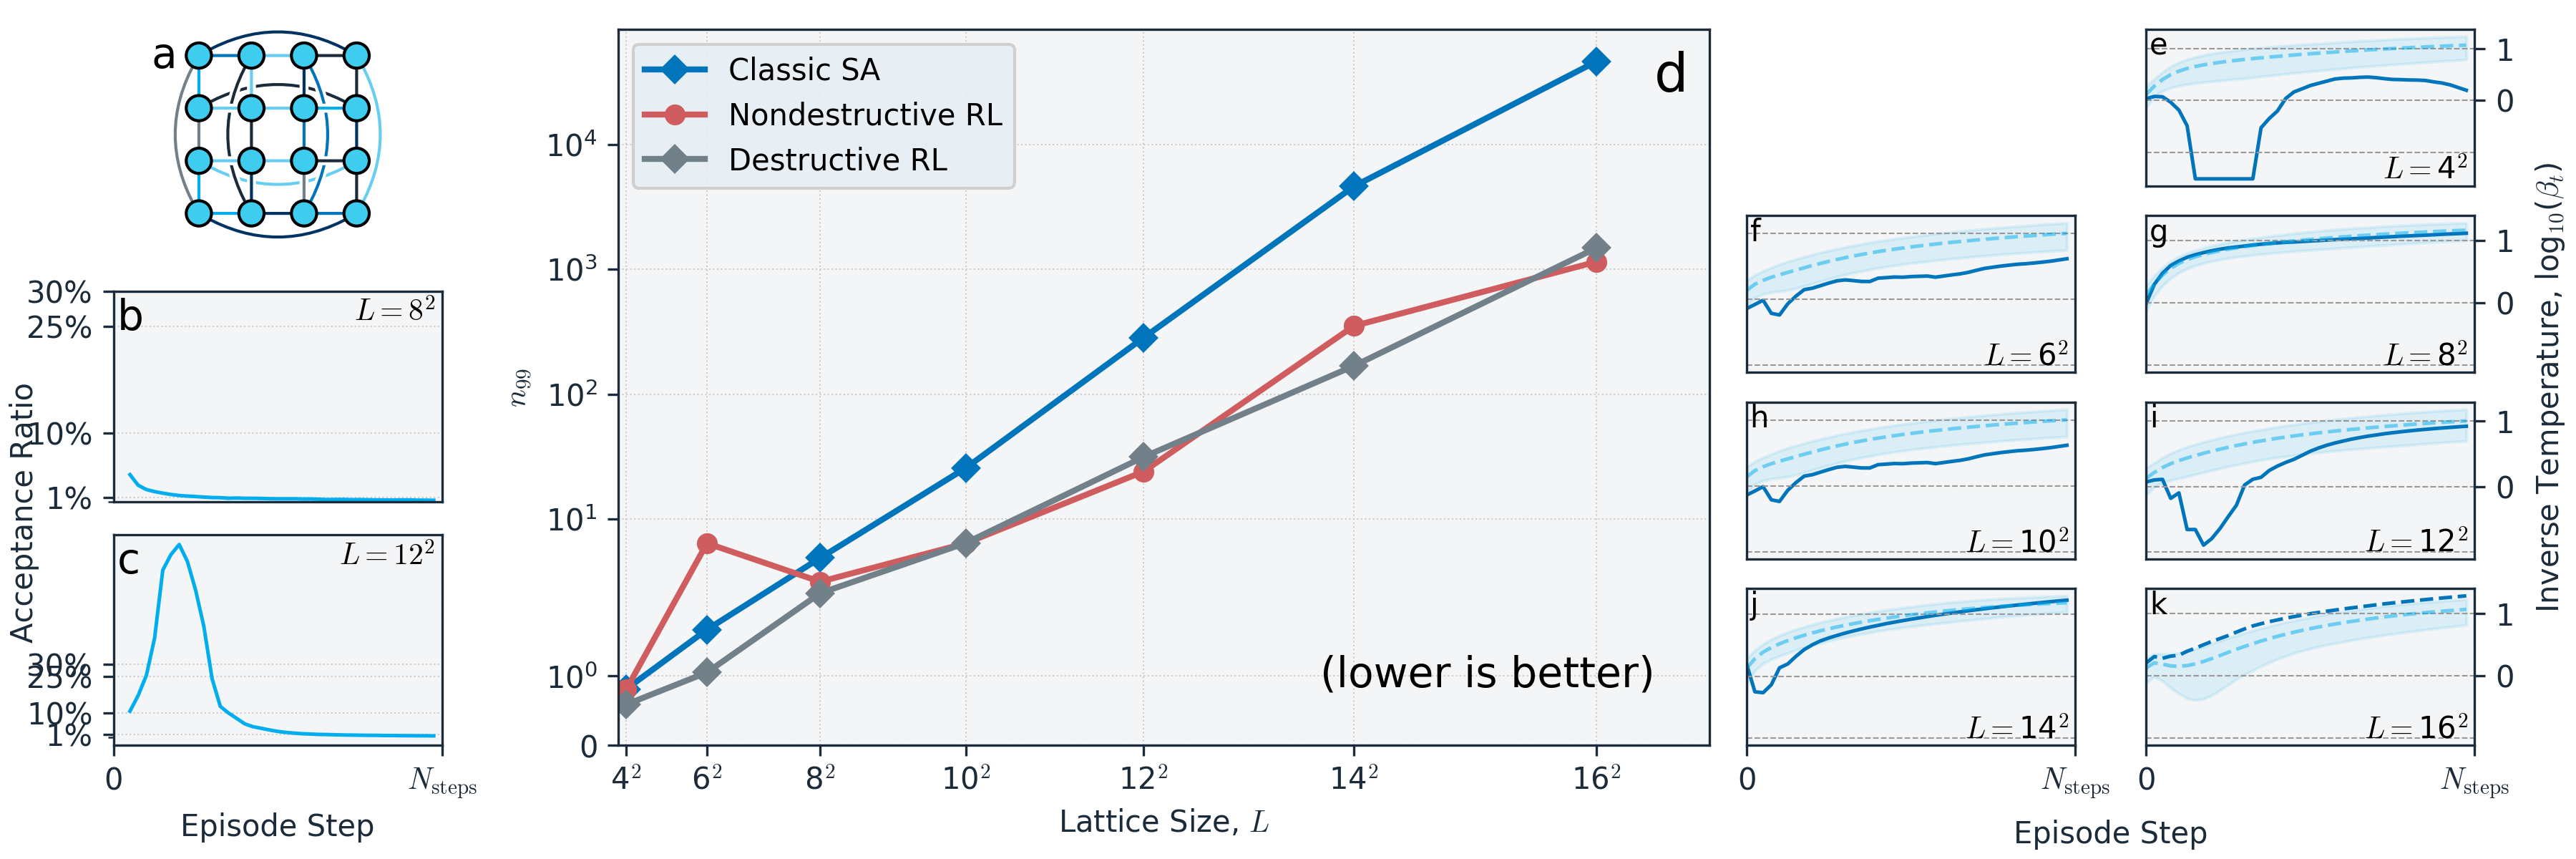 a
b
L = 8²
30%
25%
10%
1%
c
L = 12²
30%
25%
10%
1%
0
N_steps
Episode Step
Acceptance Ratio
d
Classic SA
Nondestructive RL
Destructive RL
(lower is better)
10⁴
10³
10²
10¹
10⁰
0
n₉₉
4² 6² 8² 10² 12² 14² 16²
Lattice Size, L
e
L = 4²
1
0
f
L = 6²
g
L = 8²
1
0
h
L = 10²
i
L = 12²
1
0
j
L = 14²
k
L = 16²
1
0
0 N_steps
0 N_steps
Episode Step
Inverse Temperature, log₁₀(βₜ)